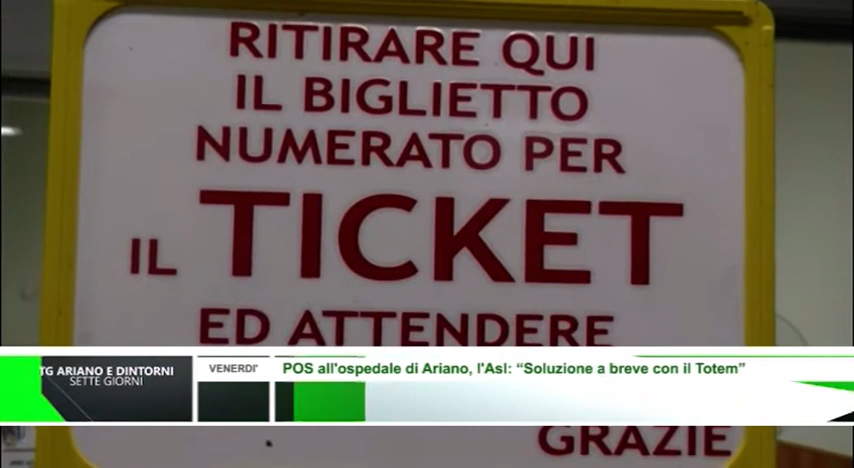 RITIRARE QUI
IL BIGLIETTO
NUMERATO PER
IL TICKET
ED ATTENDERE
TG ARIANO E DINTORNI
SETTE GIORNI
VENERDI'
POS all'ospedale di Ariano, l'Asl: “Soluzione a breve con il Totem”
GRAZIE